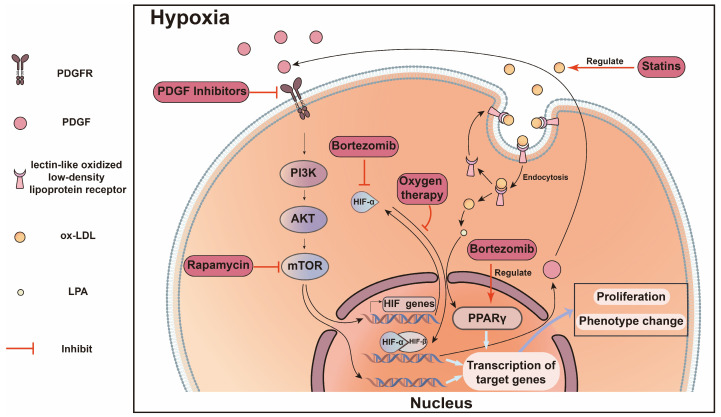 Hypoxia
PDGFR
PDGF
lectin-like oxidized
low-density
lipoprotein receptor
ox-LDL
LPA
Inhibit
PDGF Inhibitors
Regulate
Statins
PI3K
AKT
mTOR
Rapamycin
Bortezomib
HIF-α
Oxygen
therapy
Endocytosis
Bortezomib
Regulate
HIF genes
HIF-α
HIF-β
PPARγ
Transcription of
target genes
Proliferation
Phenotype change
Nucleus